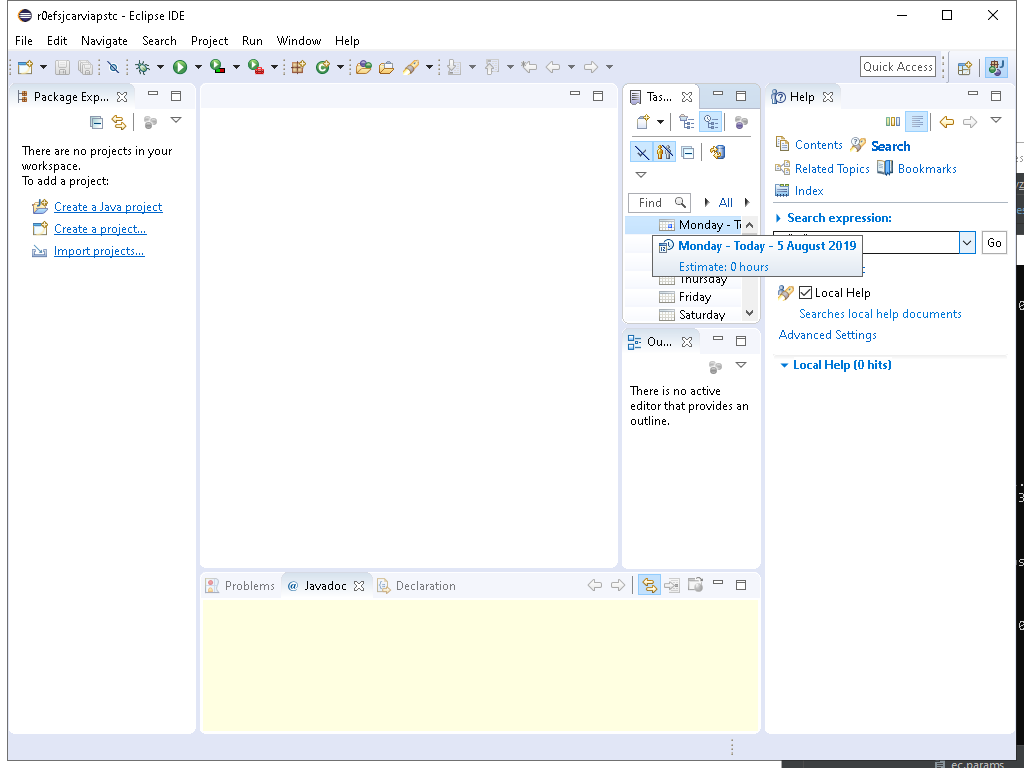 r0efsjcarviapstc - Eclipse IDE
File Edit Navigate Search Project Run Window Help
Quick Access
Package Exp...
There are no projects in your
workspace.
To add a project:
Create a Java project
Create a project...
Import projects...
Tas...
Find
All
Monday - T
Monday - Today - 5 August 2019
Estimate: 0 hours
Thursday
Friday
Saturday
Ou...
There is no active
editor that provides an
outline.
Help
Contents Search
Related Topics Bookmarks
Index
Search expression:
Go
Local Help
Searches local help documents
Advanced Settings
Local Help (0 hits)
Problems @ Javadoc Declaration
ec.params